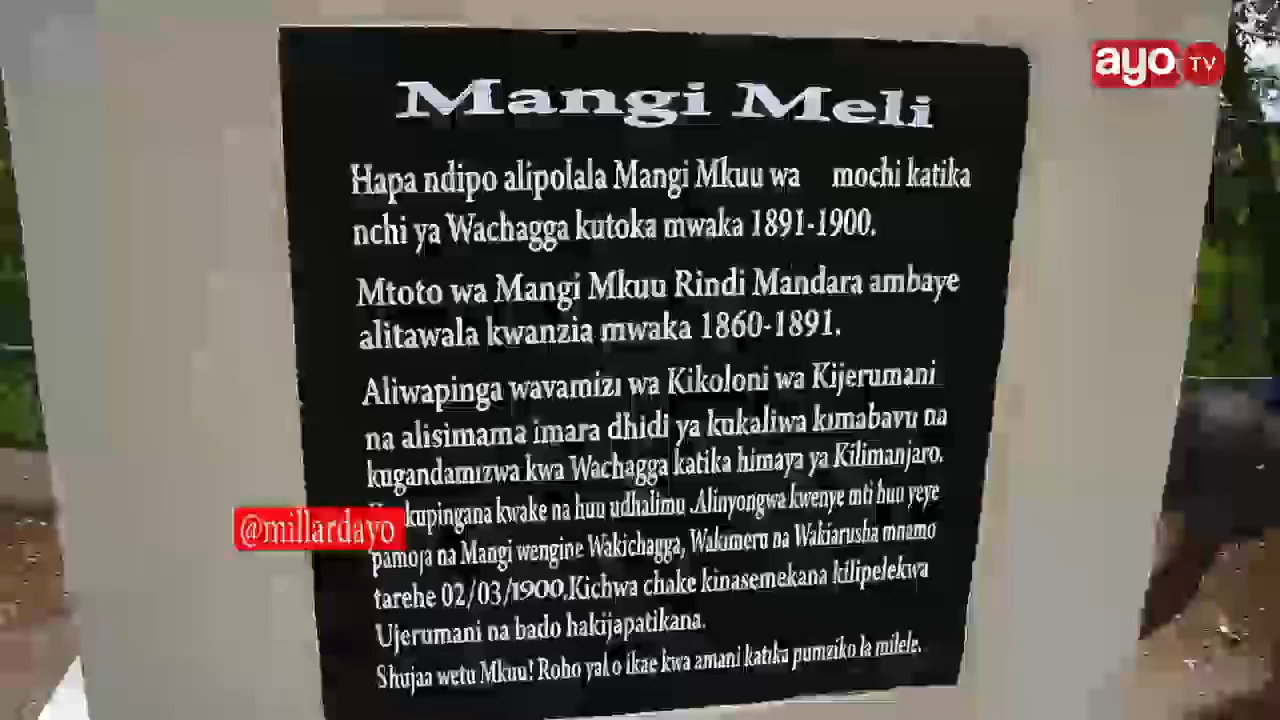 ayo TV
Mangi Meli
Hapa ndipo alipolala Mangi Mkuu wa mochi katika
nchi ya Wachagga kutoka mwaka 1891-1900.
Mtoto wa Mangi Mkuu Rindi Mandara ambaye
alitawala kwanzia mwaka 1860-1891.
Aliwapinga wavamizi wa Kikoloni wa Kijerumani
na alisimama imara dhidi ya kukaliwa kimabavu na
kugandamizwa kwa Wachagga katika himaya ya Kilimanjaro.
kupingana kwake na huu udhalimu .Alinyongwa kwenye mti huu yeye
@millardayo
pamoja na Mangi wengine Wakichagga, Wakimeru na Wakiarusha mnamo
tarehe 02/03/1900.Kichwa chake kinasemekana kilipelekwa
Ujerumani na bado hakijapatikana.
Shujaa wetu Mkuu! Roho yako ikae kwa amani katika pumziko la milele.